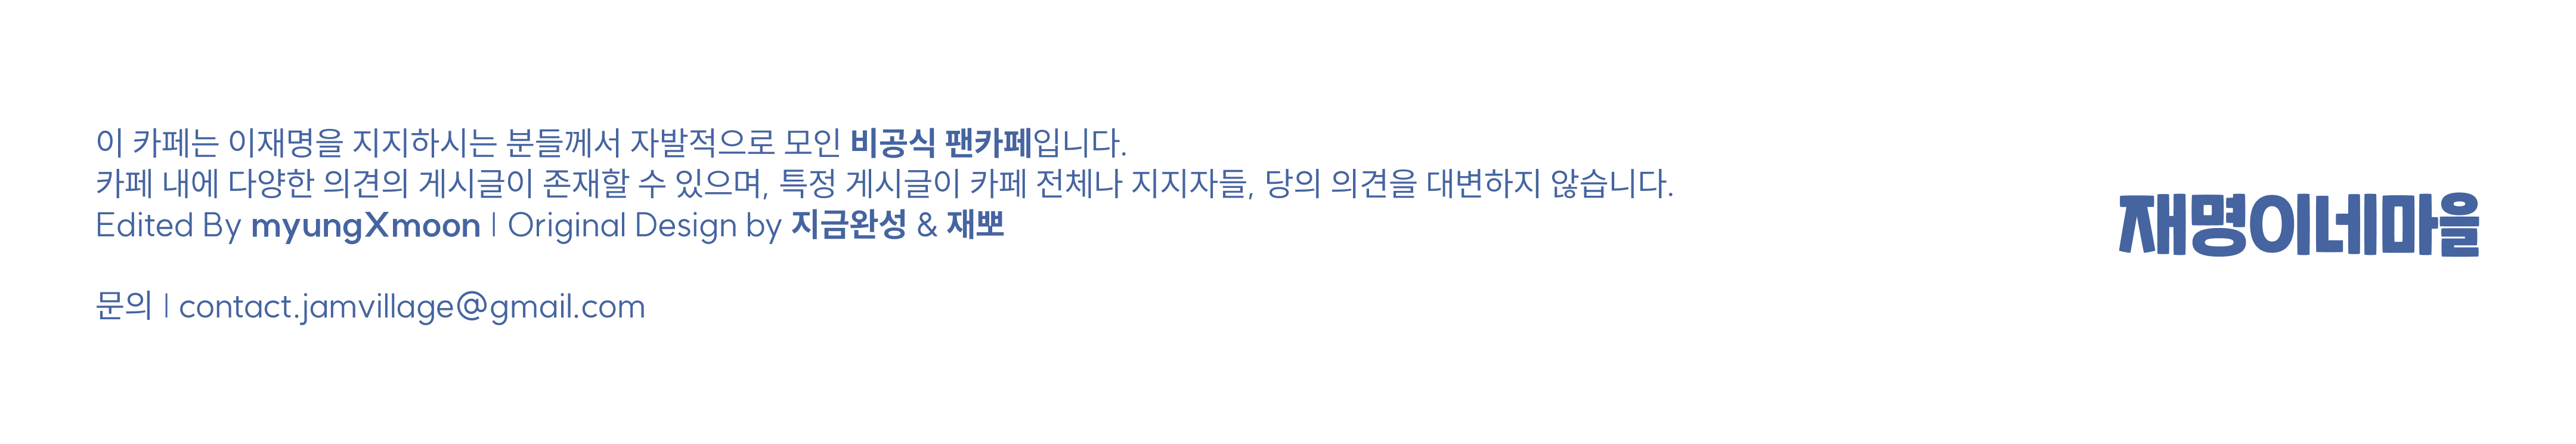 이 카페는 이재명을 지지하시는 분들께서 자발적으로 모인 비공식 팬카페입니다.
카페 내에 다양한 의견의 게시글이 존재할 수 있으며, 특정 게시글이 카페 전체나 지지자들, 당의 의견을 대변하지 않습니다.
Edited By myungXmoon | Original Design by 지금완성 & 재뽀
문의 | contact.jamvillage@gmail.com
재명이네마을